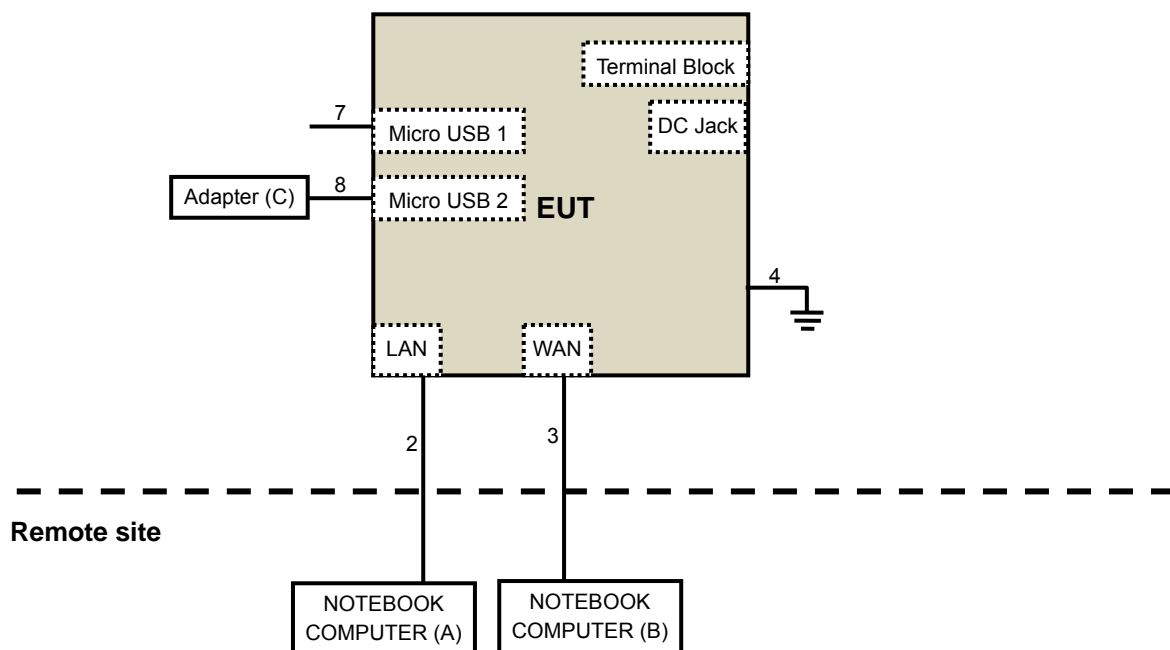 Terminal Block
7
Micro USB 1
DC Jack
Adapter (C)
8
Micro USB 2
EUT
4
LAN
WAN
2
3
Remote site
NOTEBOOK
COMPUTER (A)
NOTEBOOK
COMPUTER (B)